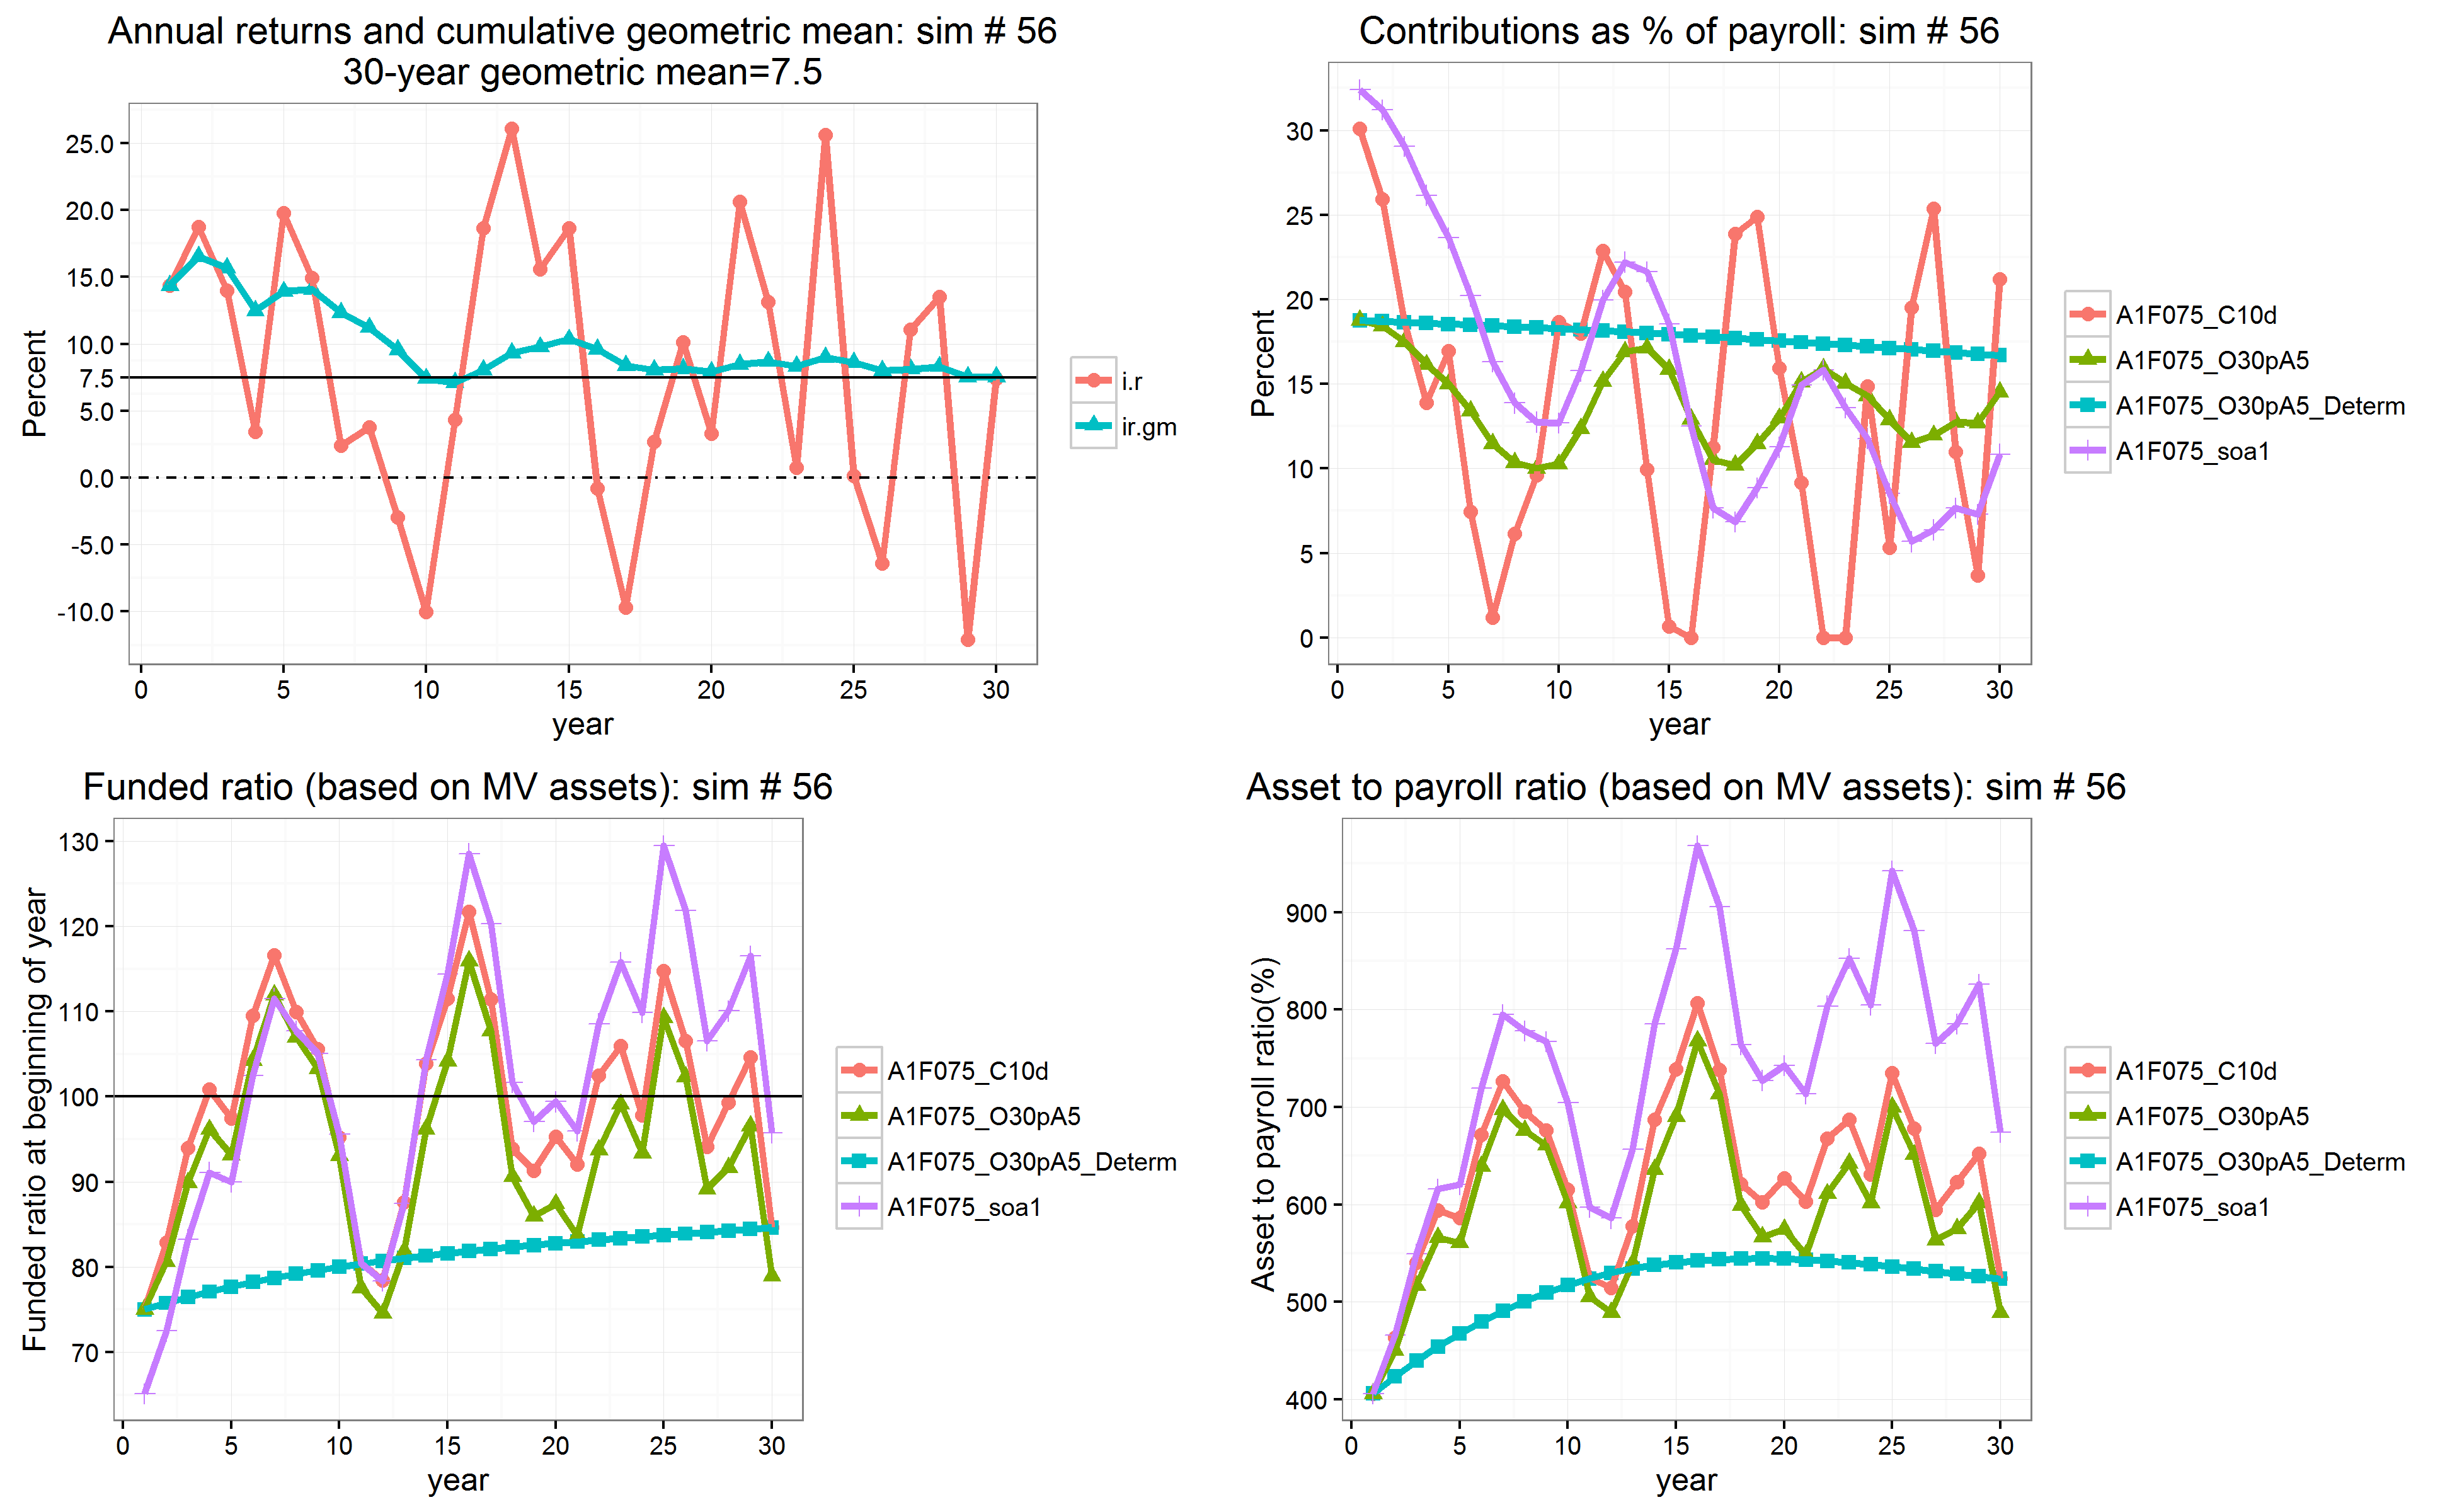 Annual returns and cumulative geometric mean: sim # 56
30-year geometric mean=7.5
Percent
25.0
20.0
15.0
10.0
7.5
5.0
0.0
-5.0
-10.0
0 5 10 15 20 25 30
year
i.r
ir.gm
Contributions as % of payroll: sim # 56
Percent
30
25
20
15
10
5
0
0 5 10 15 20 25 30
year
A1F075_C10d
A1F075_O30pA5
A1F075_O30pA5_Determ
A1F075_soa1
Funded ratio (based on MV assets): sim # 56
Funded ratio at beginning of year
130
120
110
100
90
80
70
0 5 10 15 20 25 30
year
A1F075_C10d
A1F075_O30pA5
A1F075_O30pA5_Determ
A1F075_soa1
Asset to payroll ratio (based on MV assets): sim # 56
Asset to payroll ratio(%)
900
800
700
600
500
400
0 5 10 15 20 25 30
year
A1F075_C10d
A1F075_O30pA5
A1F075_O30pA5_Determ
A1F075_soa1